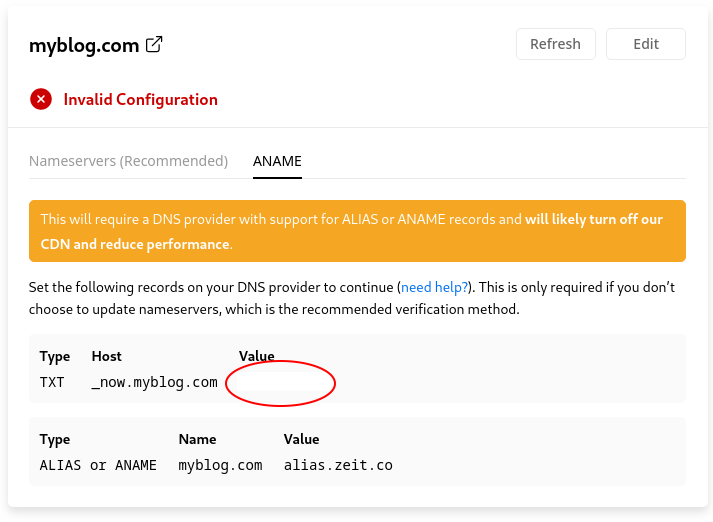 myblog.com
Refresh
Edit
Invalid Configuration
Nameservers (Recommended)
ANAME
This will require a DNS provider with support for ALIAS or ANAME records and will likely turn off our
CDN and reduce performance.
Set the following records on your DNS provider to continue (need help?). This is only required if you don’t
choose to update nameservers, which is the recommended verification method.
Type Host Value
TXT _now.myblog.com
Type Name Value
ALIAS or ANAME myblog.com alias.zeit.co